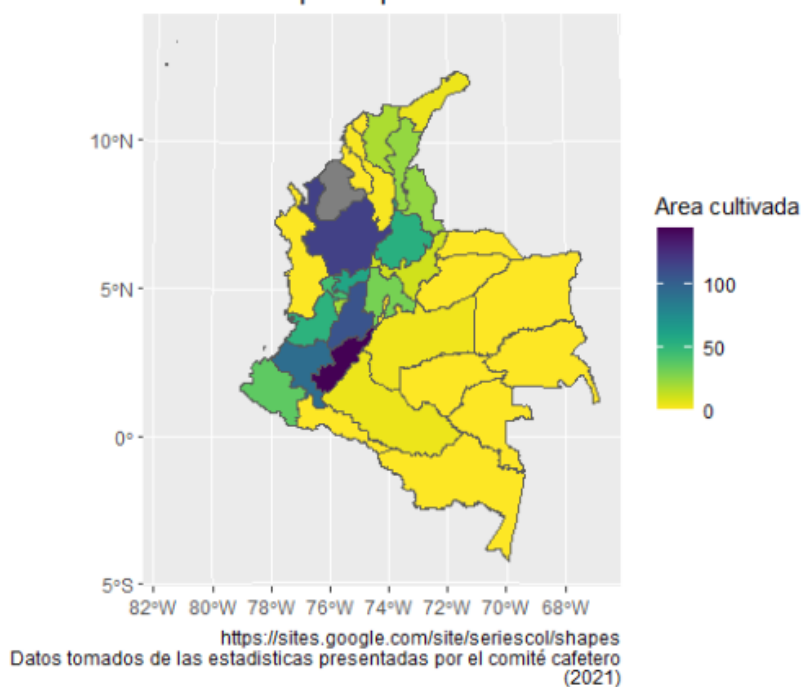 10°N
5°N
0°
5°S
82°W 80°W 78°W 76°W 74°W 72°W 70°W 68°W
Area cultivada
100
50
0
https://sites.google.com/site/seriescol/shapes
Datos tomados de las estadisticas presentadas por el comité cafetero
(2021)